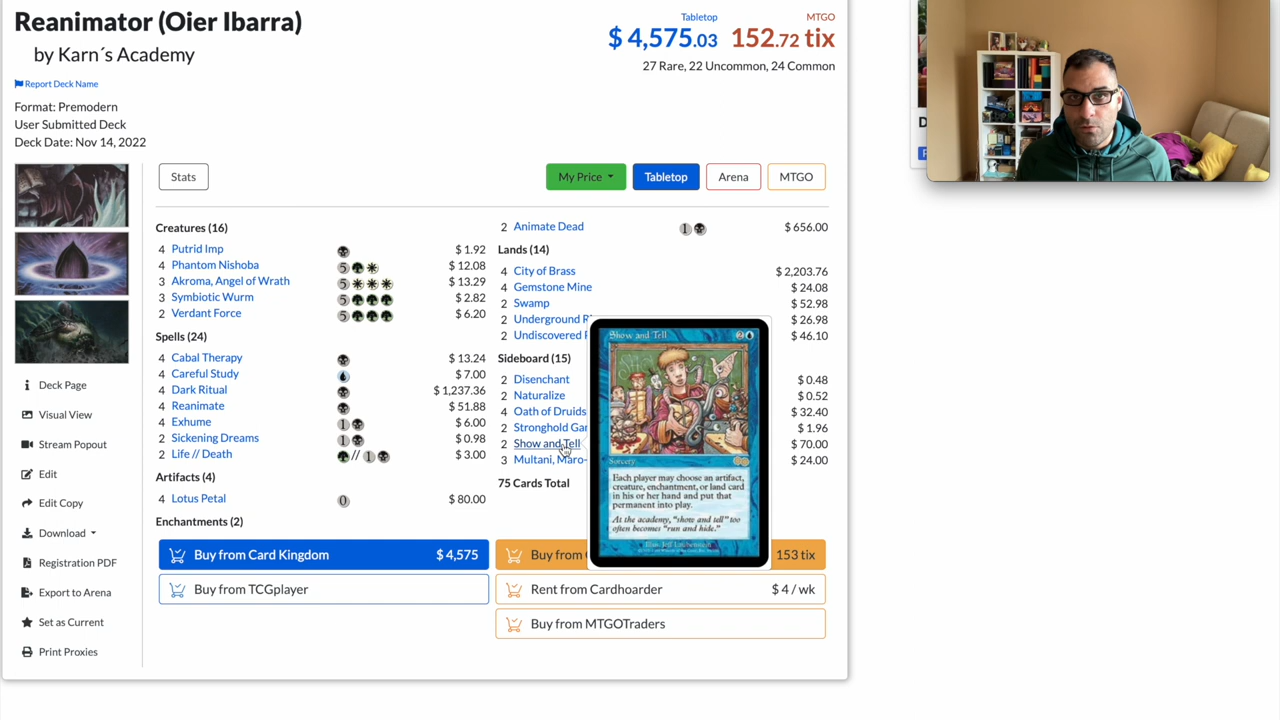 Reanimator (Oier Ibarra)
by Karn´s Academy
Report Deck Name
Format: Premodern
User Submitted Deck
Deck Date: Nov 14, 2022
Tabletop
$ 4,575.03
MTGO
152.72 tix
27 Rare, 22 Uncommon, 24 Common
Stats
My Price
Tabletop
Arena
MTGO
Deck Page
Visual View
Stream Popout
Edit
Edit Copy
Download
Registration PDF
Export to Arena
Set as Current
Print Proxies
Creatures (16)
4 Putrid Imp $ 1.92
4 Phantom Nishoba 5 $ 12.08
3 Akroma, Angel of Wrath 5 $ 13.29
3 Symbiotic Wurm 5 $ 2.82
2 Verdant Force 5 $ 6.20
Spells (24)
4 Cabal Therapy $ 13.24
4 Careful Study $ 7.00
4 Dark Ritual $ 1,237.36
4 Reanimate $ 51.88
4 Exhume 1 $ 6.00
2 Sickening Dreams 1 $ 0.98
2 Life // Death // 1 $ 3.00
Artifacts (4)
4 Lotus Petal 0 $ 80.00
Enchantments (2)
2 Animate Dead 1 $ 656.00
Lands (14)
4 City of Brass $ 2,203.76
4 Gemstone Mine $ 24.08
2 Swamp $ 52.98
2 Underground R $ 26.98
2 Undiscovered $ 46.10
Sideboard (15)
2 Disenchant $ 0.48
2 Naturalize $ 0.52
4 Oath of Druids $ 32.40
2 Stronghold Gam $ 1.96
2 Show and Tell $ 70.00
3 Multani, Maro- $ 24.00
75 Cards Total
Show and Tell 2
Sorcery
Each player may choose an artifact,
creature, enchantment, or land card
in his or her hand and put that
permanent into play.
At the academy, "show and tell" too
often becomes "run and hide."
Buy from Card Kingdom $ 4,575
Buy from TCGplayer
Buy from 153 tix
Rent from Cardhoarder $ 4 / wk
Buy from MTGOTraders